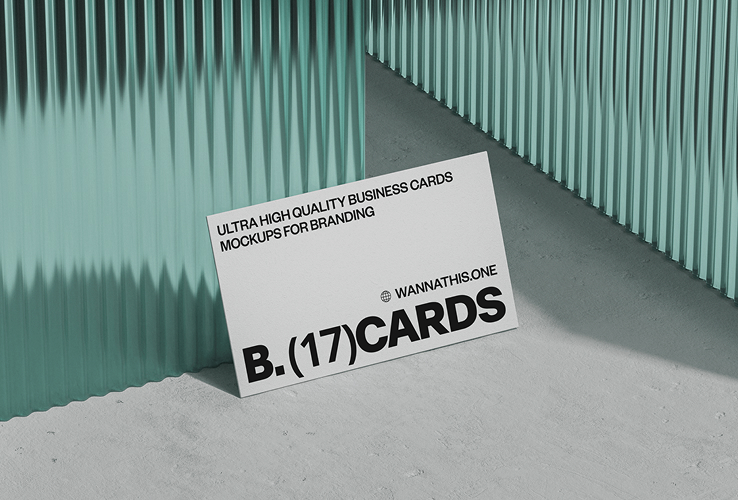 ULTRA HIGH QUALITY BUSINESS CARDS
MOCKUPS FOR BRANDING
WANNATHIS.ONE
B.(17)CARDS